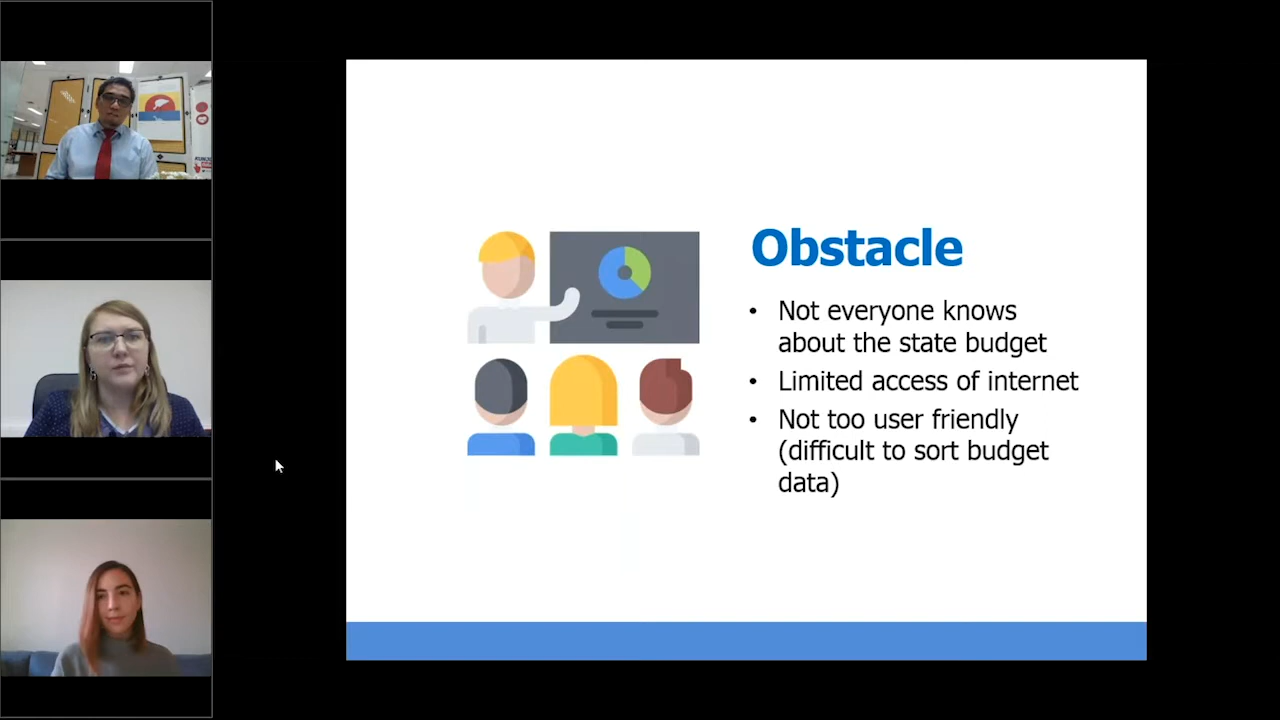 Obstacle
• Not everyone knows
about the state budget
• Limited access of internet
• Not too user friendly
(difficult to sort budget
data)